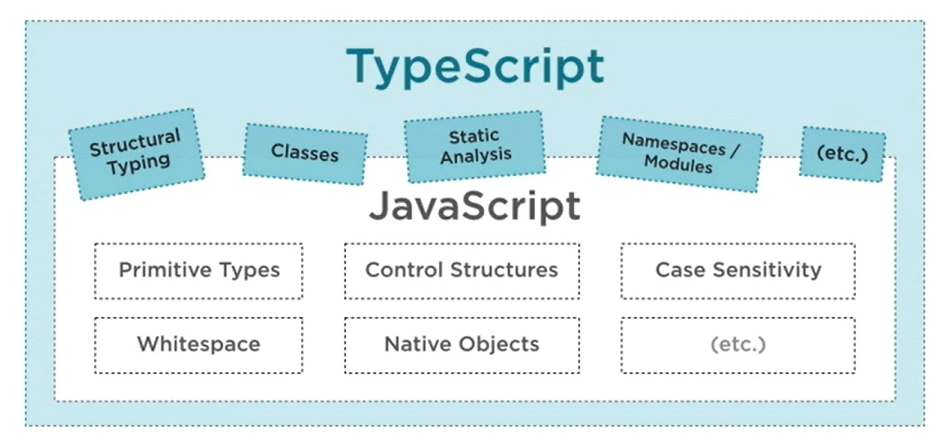 TypeScript
Structural
Typing
Classes
Static
Analysis
Namespaces /
Modules
(etc.)
JavaScript
Primitive Types
Control Structures
Case Sensitivity
Whitespace
Native Objects
(etc.)